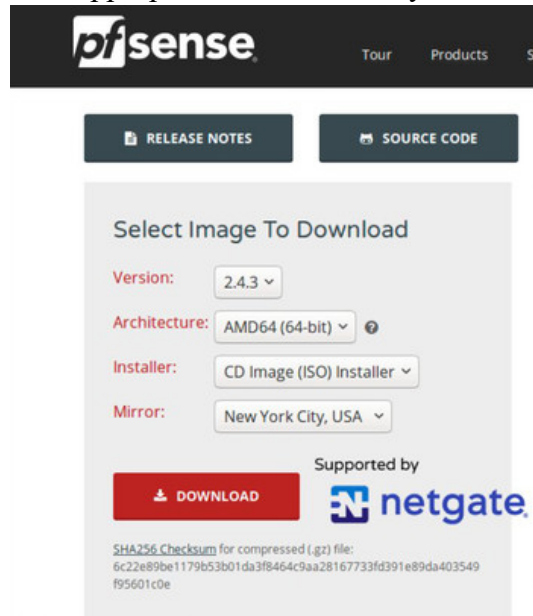 pfsense
Tour Products S
RELEASE NOTES SOURCE CODE
Select Image To Download
Version: 2.4.3
Architecture: AMD64 (64-bit)
Installer: CD Image (ISO) Installer
Mirror: New York City, USA
Supported by
DOWNLOAD netgate
SHA256 Checksum for compressed (.gz) file:
6c22e89be1179b53b01da3f8464c9aa28167733fd391e89da403549
f95601c0e